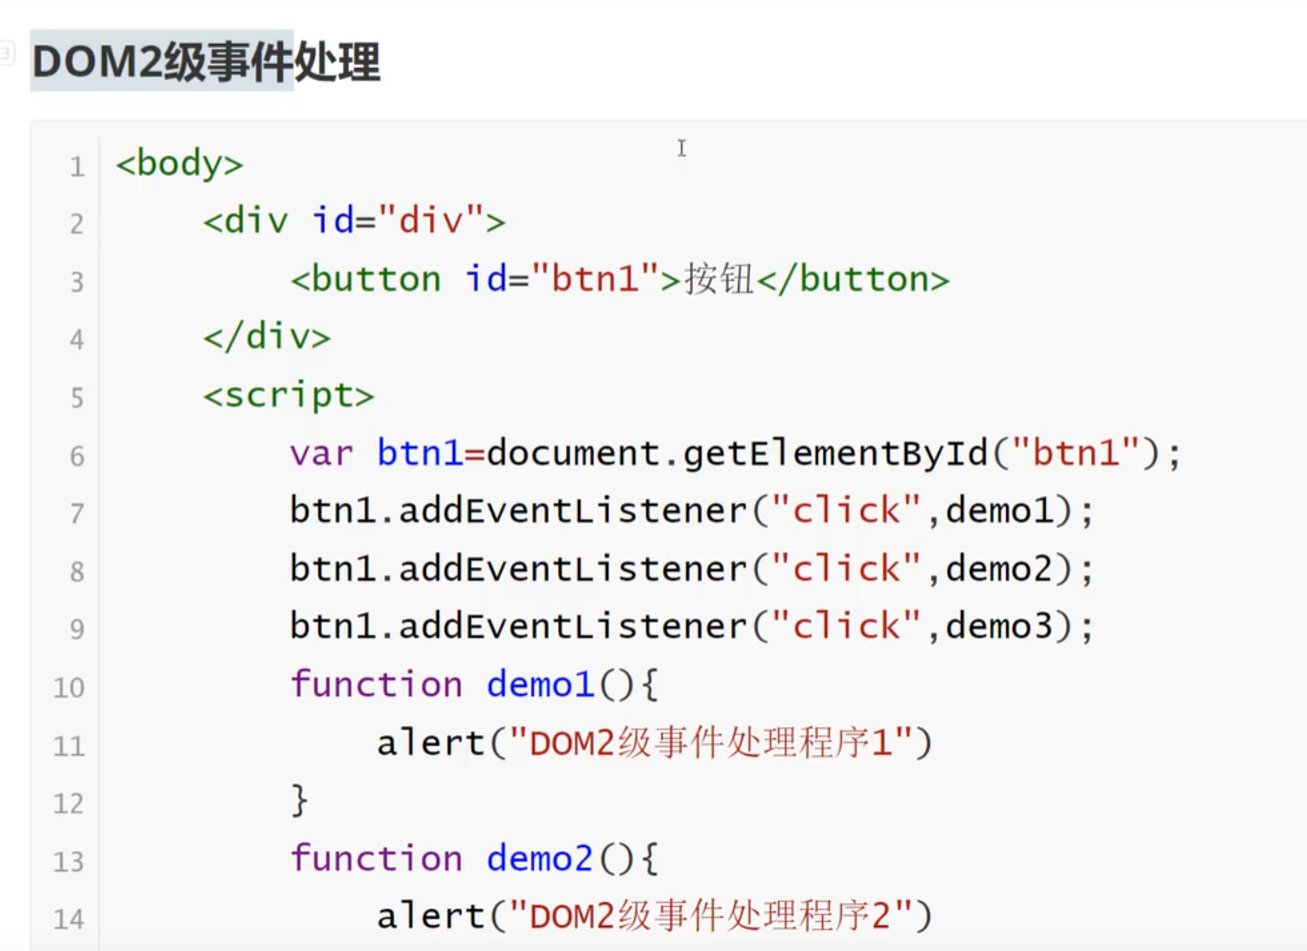 3
DOM2级事件处理
1 <body>
2 <div id="div">
3 <button id="btn1">按钮</button>
4 </div>
5 <script>
6 var btn1=document.getElementById("btn1");
7 btn1.addEventListener("click",demo1);
8 btn1.addEventListener("click",demo2);
9 btn1.addEventListener("click",demo3);
10 function demo1(){
11 alert("DOM2级事件处理程序1")
12 }
13 function demo2(){
14 alert("DOM2级事件处理程序2")